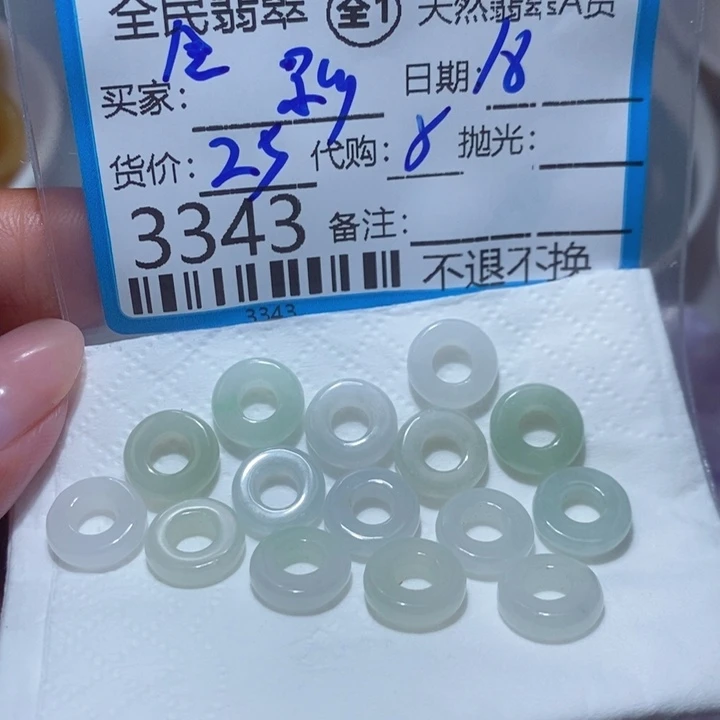 全民翡翠 全1 天然翡翠A货
买家: 日期: 18
货价: 25 代购: 8 抛光:
3343 备注:
不退不换
3343